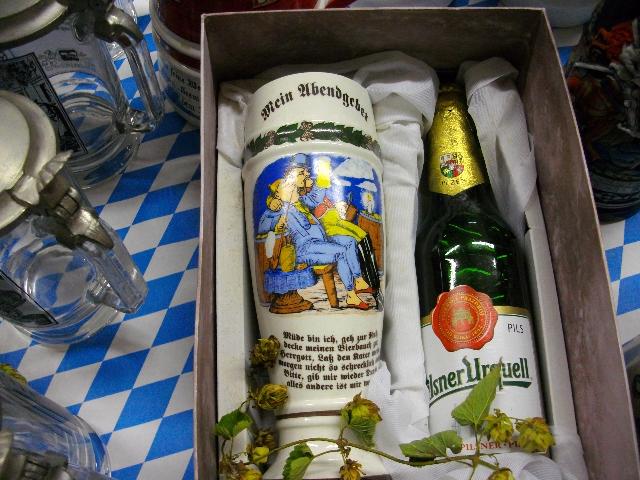 Mein Abendgebet
Müde bin ich, geh zur
decke meinen Bierbauch zu
Herrgott, Laß den Kater
morgen nicht so schrecklich
Bitte, gib mir wieder
alles andere ist mir
PILS
Pilsner Urquell